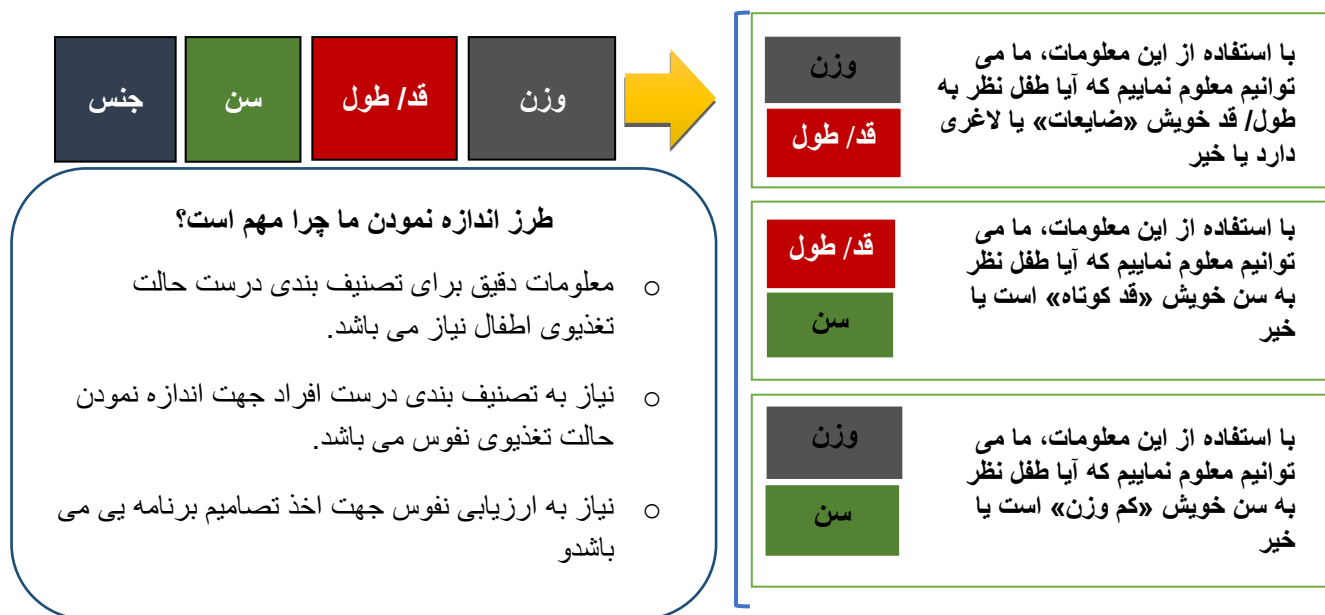 جنس
سن
قد/ طول
وزن
طرز اندازه نمودن ما چرا مهم است؟
o معلومات دقیق برای تصنیف بندی درست حالت
تغذیوی اطفال نیاز می باشد.
o نیاز به تصنیف بندی درست افراد جهت اندازه نمودن
حالت تغذیوی نفوس می باشد.
o نیاز به ارزیابی نفوس جهت اخذ تصامیم برنامه یی می
باشدو
وزن
قد/ طول
با استفاده از این معلومات، ما می
توانیم معلوم نماییم که آیا طفل نظر به
طول/ قد خویش «ضایعات» یا لاغری
دارد یا خیر
قد/ طول
سن
با استفاده از این معلومات، ما می
توانیم معلوم نماییم که آیا طفل نظر
به سن خویش «قد کوتاه» است یا
خیر
وزن
سن
با استفاده از این معلومات، ما می
توانیم معلوم نماییم که آیا طفل نظر
به سن خویش «کم وزن» است یا
خیر